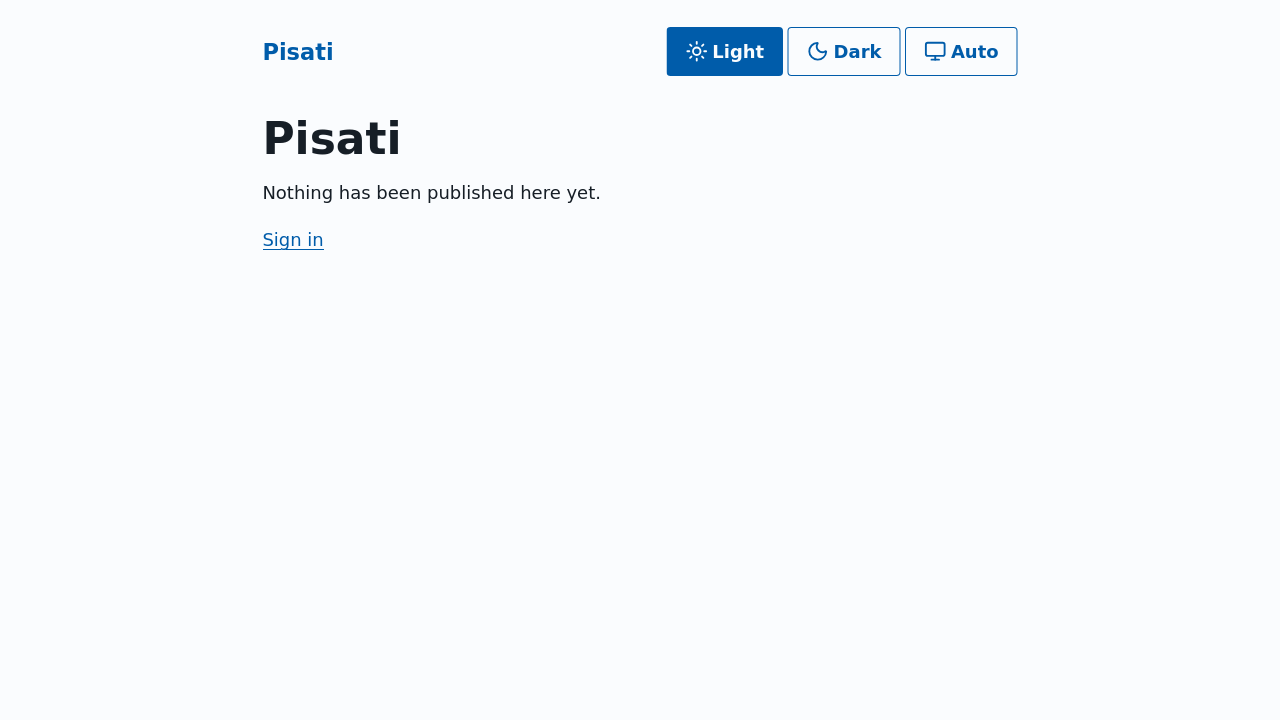 Pisati
Light Dark Auto
Pisati
Nothing has been published here yet.
Sign in